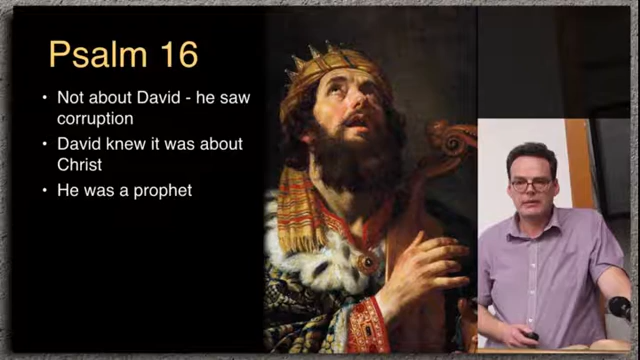 Psalm 16
• Not about David - he saw
corruption
• David knew it was about
Christ
• He was a prophet